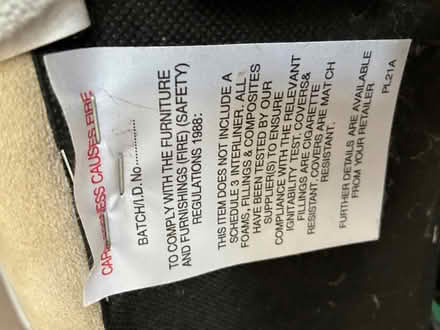 CARELESSNESS CAUSES FIRE
BATCH/I.D. No..............
TO COMPLY WITH THE FURNITURE
AND FURNISHINGS (FIRE) (SAFETY)
REGULATIONS 1988:
THIS ITEM DOES NOT INCLUDE A
SCHEDULE 3 INTERLINER. ALL
FOAMS, FILLINGS & COMPOSITES
HAVE BEEN TESTED BY OUR
SUPPLIER(S) TO ENSURE
COMPLIANCE WITH THE RELEVANT
IGNITABILITY TEST. COVERS&
FILLINGS ARE CIGARETTE
RESISTANT. COVERS ARE MATCH
RESISTANT.
FURTHER DETAILS ARE AVAILABLE
FROM YOUR RETAILER
PL21A